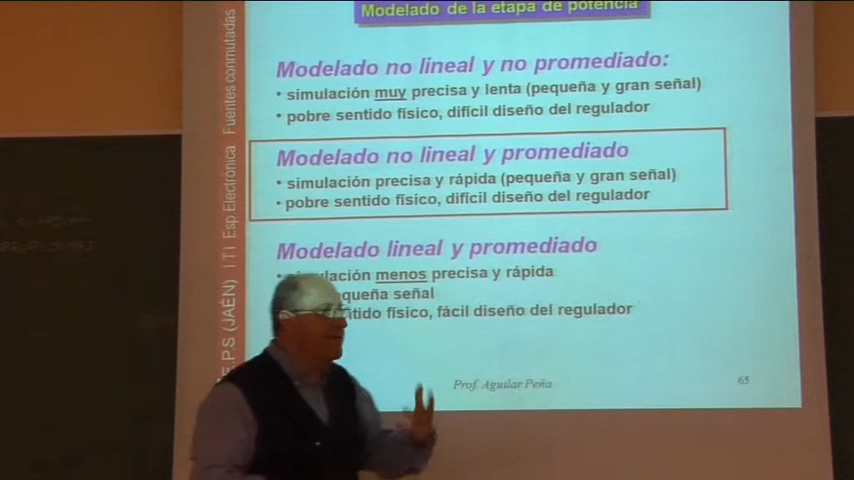 Modelado de la etapa de potencia
Modelado no lineal y no promediado:
• simulación muy precisa y lenta (pequeña y gran señal)
• pobre sentido físico, difícil diseño del regulador
Modelado no lineal y promediado
• simulación precisa y rápida (pequeña y gran señal)
• pobre sentido físico, difícil diseño del regulador
Modelado lineal y promediado
• simulación menos precisa y rápida
pequeña señal
sentido físico, fácil diseño del regulador
E.P.S (JAÉN) I T I Esp Electrónica Fuentes conmutadas
Prof. Aguilar Peña
65